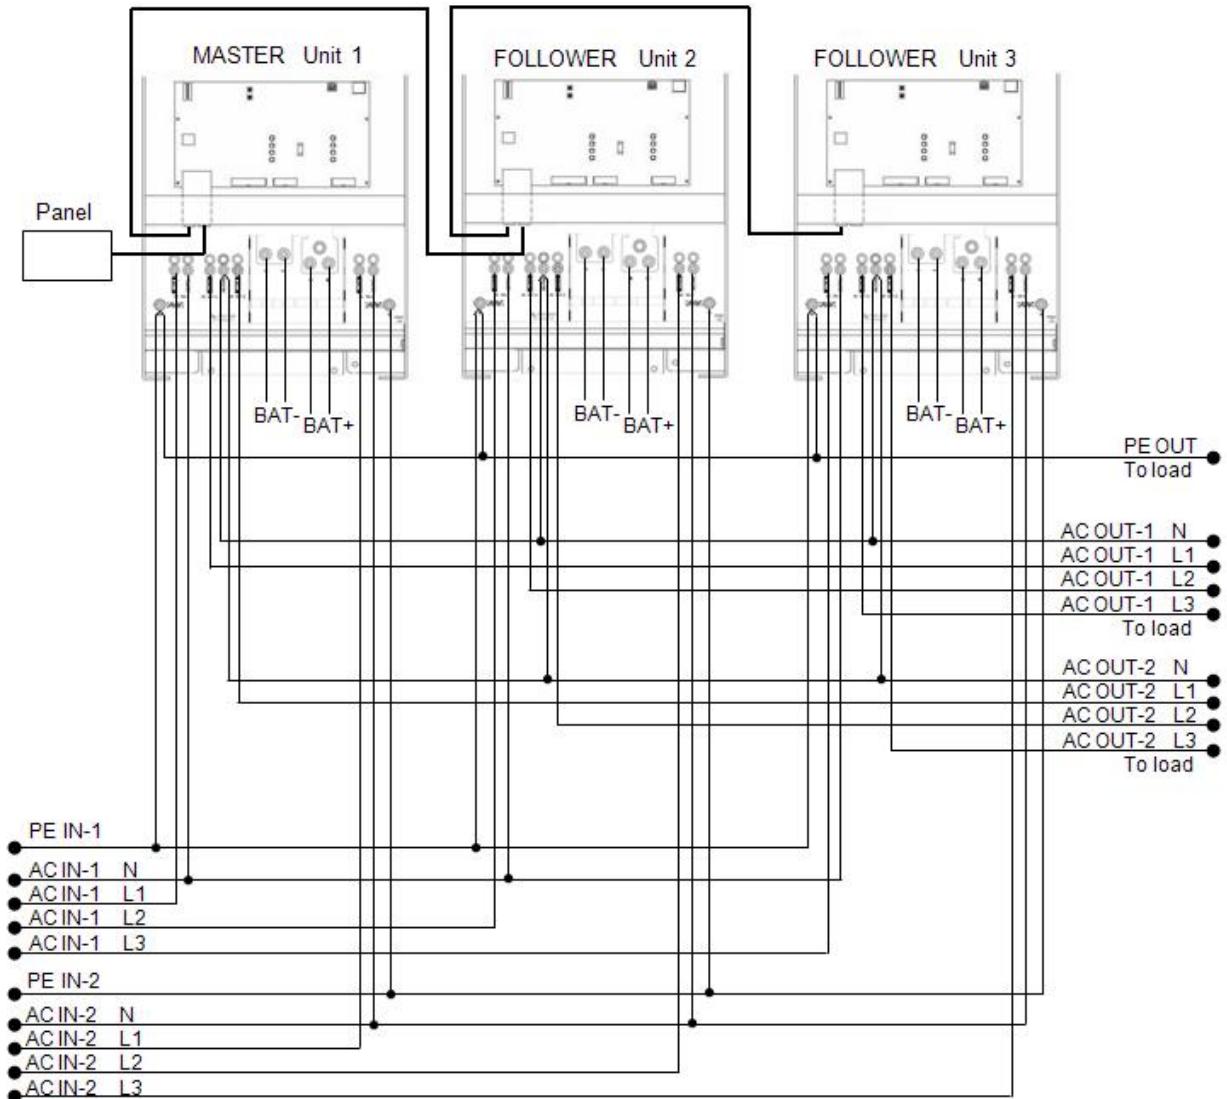 MASTER Unit 1
FOLLOWER Unit 2
FOLLOWER Unit 3
Panel
BAT-
BAT+
BAT-
BAT+
BAT-
BAT+
PE OUT
To load
AC OUT-1 N
AC OUT-1 L1
AC OUT-1 L2
AC OUT-1 L3
To load
AC OUT-2 N
AC OUT-2 L1
AC OUT-2 L2
AC OUT-2 L3
To load
PE IN-1
AC IN-1 N
AC IN-1 L1
AC IN-1 L2
AC IN-1 L3
PE IN-2
AC IN-2 N
AC IN-2 L1
AC IN-2 L2
AC IN-2 L3